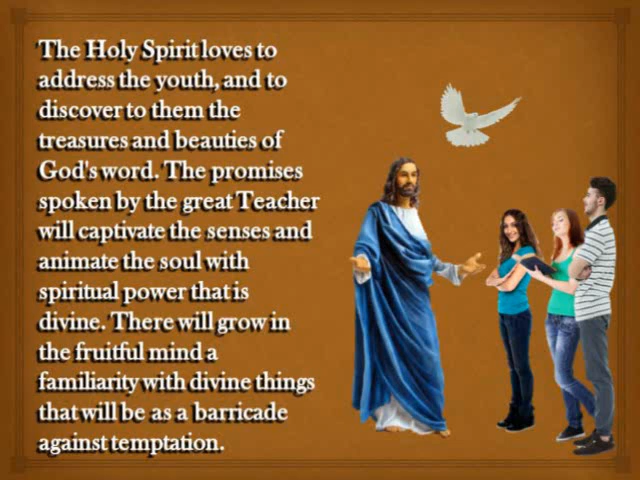 The Holy Spirit loves to
address the youth, and to
discover to them the
treasures and beauties of
God's word. The promises
spoken by the great Teacher
will captivate the senses and
animate the soul with
spiritual power that is
divine. There will grow in
the fruitful mind a
familiarity with divine things
that will be as a barricade
against temptation.